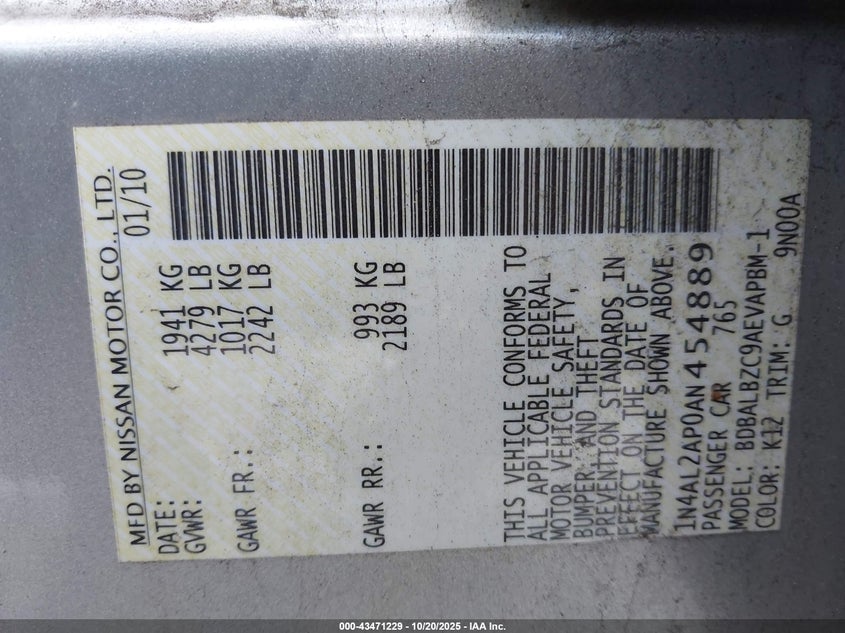 MFD BY NISSAN MOTOR CO., LTD.
DATE: 01/10
GVWR: 1941 KG
4279 LB
GAWR FR.: 1017 KG
2242 LB
GAWR RR.: 993 KG
2189 LB
THIS VEHICLE CONFORMS TO
ALL APPLICABLE FEDERAL
MOTOR VEHICLE SAFETY,
BUMPER, AND THEFT
PREVENTION STANDARDS IN
EFFECT ON THE DATE OF
MANUFACTURE SHOWN ABOVE.
1N4AL2AP0AN454889
PASSENGER CAR 765
MODEL: BDBALBZC9AEVAPBM-1
COLOR: K12 TRIM: G 9N00A
000-43471229 - 10/20/2025 - IAA Inc.